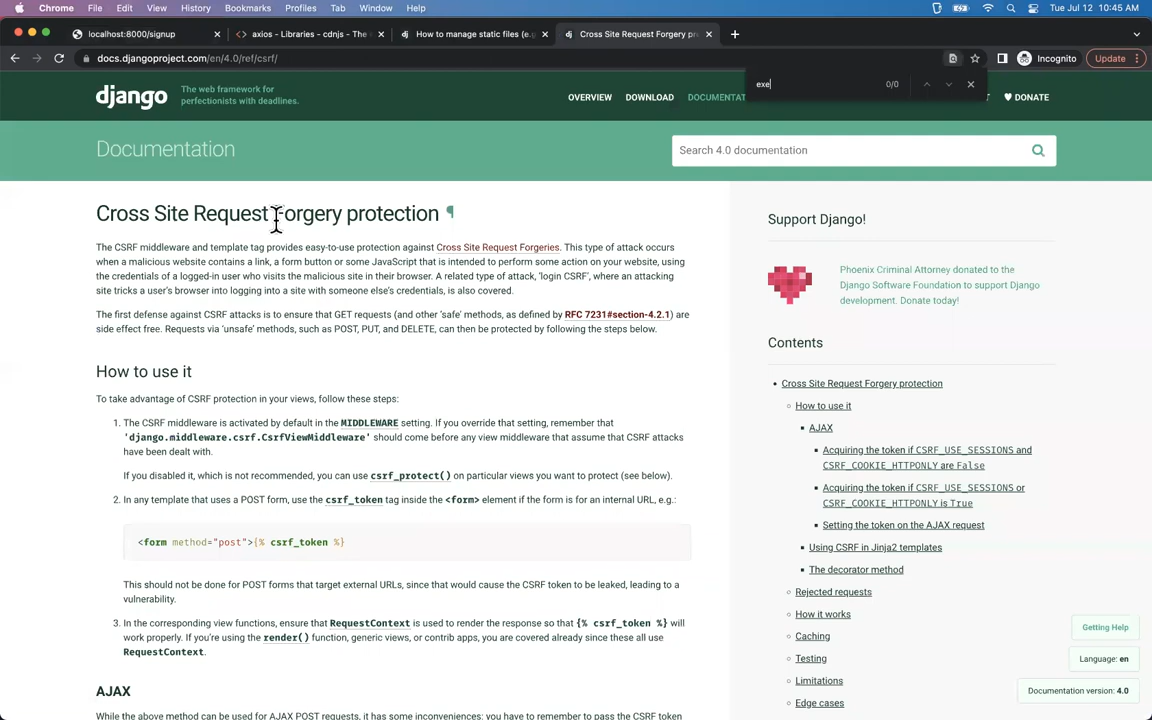 Chrome File Edit View History Bookmarks Profiles Tab Window Help Tue Jul 12 10:45 AM
localhost:8000/signup
axios - Libraries - cdnjs - The
How to manage static files (e.g
Cross Site Request Forgery pr
docs.djangoproject.com/en/4.0/ref/csrf/
Incognito
Update
exe
0/0
django
The web framework for
perfectionists with deadlines.
OVERVIEW DOWNLOAD DOCUMENTAT
DONATE
Documentation
Search 4.0 documentation
Cross Site Request Forgery protection ¶
The CSRF middleware and template tag provides easy-to-use protection against Cross Site Request Forgeries. This type of attack occurs
when a malicious website contains a link, a form button or some JavaScript that is intended to perform some action on your website, using
the credentials of a logged-in user who visits the malicious site in their browser. A related type of attack, ‘login CSRF’, where an attacking
site tricks a user’s browser into logging into a site with someone else’s credentials, is also covered.
The first defense against CSRF attacks is to ensure that GET requests (and other ‘safe’ methods, as defined by RFC 7231#section-4.2.1) are
side effect free. Requests via ‘unsafe’ methods, such as POST, PUT, and DELETE, can then be protected by following the steps below.
How to use it
To take advantage of CSRF protection in your views, follow these steps:
1. The CSRF middleware is activated by default in the MIDDLEWARE setting. If you override that setting, remember that
'django.middleware.csrf.CsrfViewMiddleware' should come before any view middleware that assume that CSRF attacks
have been dealt with.
If you disabled it, which is not recommended, you can use csrf_protect() on particular views you want to protect (see below).
2. In any template that uses a POST form, use the csrf_token tag inside the <form> element if the form is for an internal URL, e.g.:
<form method="post">{% csrf_token %}
This should not be done for POST forms that target external URLs, since that would cause the CSRF token to be leaked, leading to a
vulnerability.
3. In the corresponding view functions, ensure that RequestContext is used to render the response so that {% csrf_token %} will
work properly. If you’re using the render() function, generic views, or contrib apps, you are covered already since these all use
RequestContext.
AJAX
While the above method can be used for AJAX POST requests, it has some inconveniences: you have to remember to pass the CSRF token
Support Django!
Phoenix Criminal Attorney donated to the
Django Software Foundation to support Django
development. Donate today!
Contents
Cross Site Request Forgery protection
How to use it
AJAX
Acquiring the token if CSRF_USE_SESSIONS and
CSRF_COOKIE_HTTPONLY are False
Acquiring the token if CSRF_USE_SESSIONS or
CSRF_COOKIE_HTTPONLY is True
Setting the token on the AJAX request
Using CSRF in Jinja2 templates
The decorator method
Rejected requests
How it works
Caching
Testing
Limitations
Edge cases
Getting Help
Language: en
Documentation version: 4.0